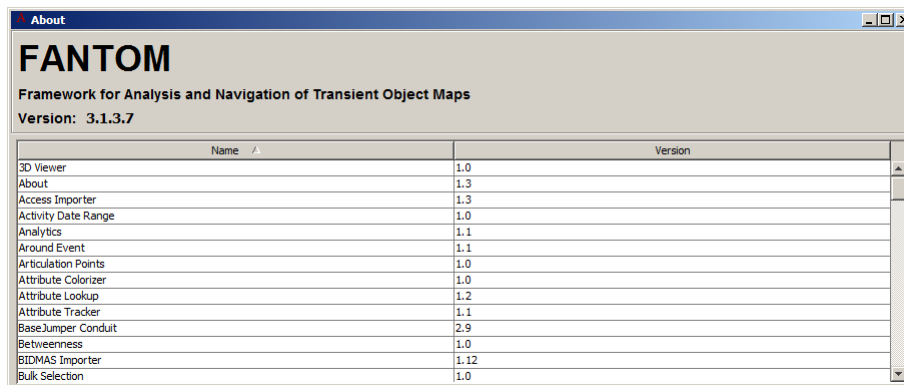 About
FANTOM
Framework for Analysis and Navigation of Transient Object Maps
Version: 3.1.3.7
Name Version
3D Viewer 1.0
About 1.3
Access Importer 1.3
Activity Date Range 1.0
Analytics 1.1
Around Event 1.1
Articulation Points 1.0
Attribute Colorizer 1.0
Attribute Lookup 1.2
Attribute Tracker 1.1
BaseJumper Conduit 2.9
Betweenness 1.0
BIDMAS Importer 1.12
Bulk Selection 1.0